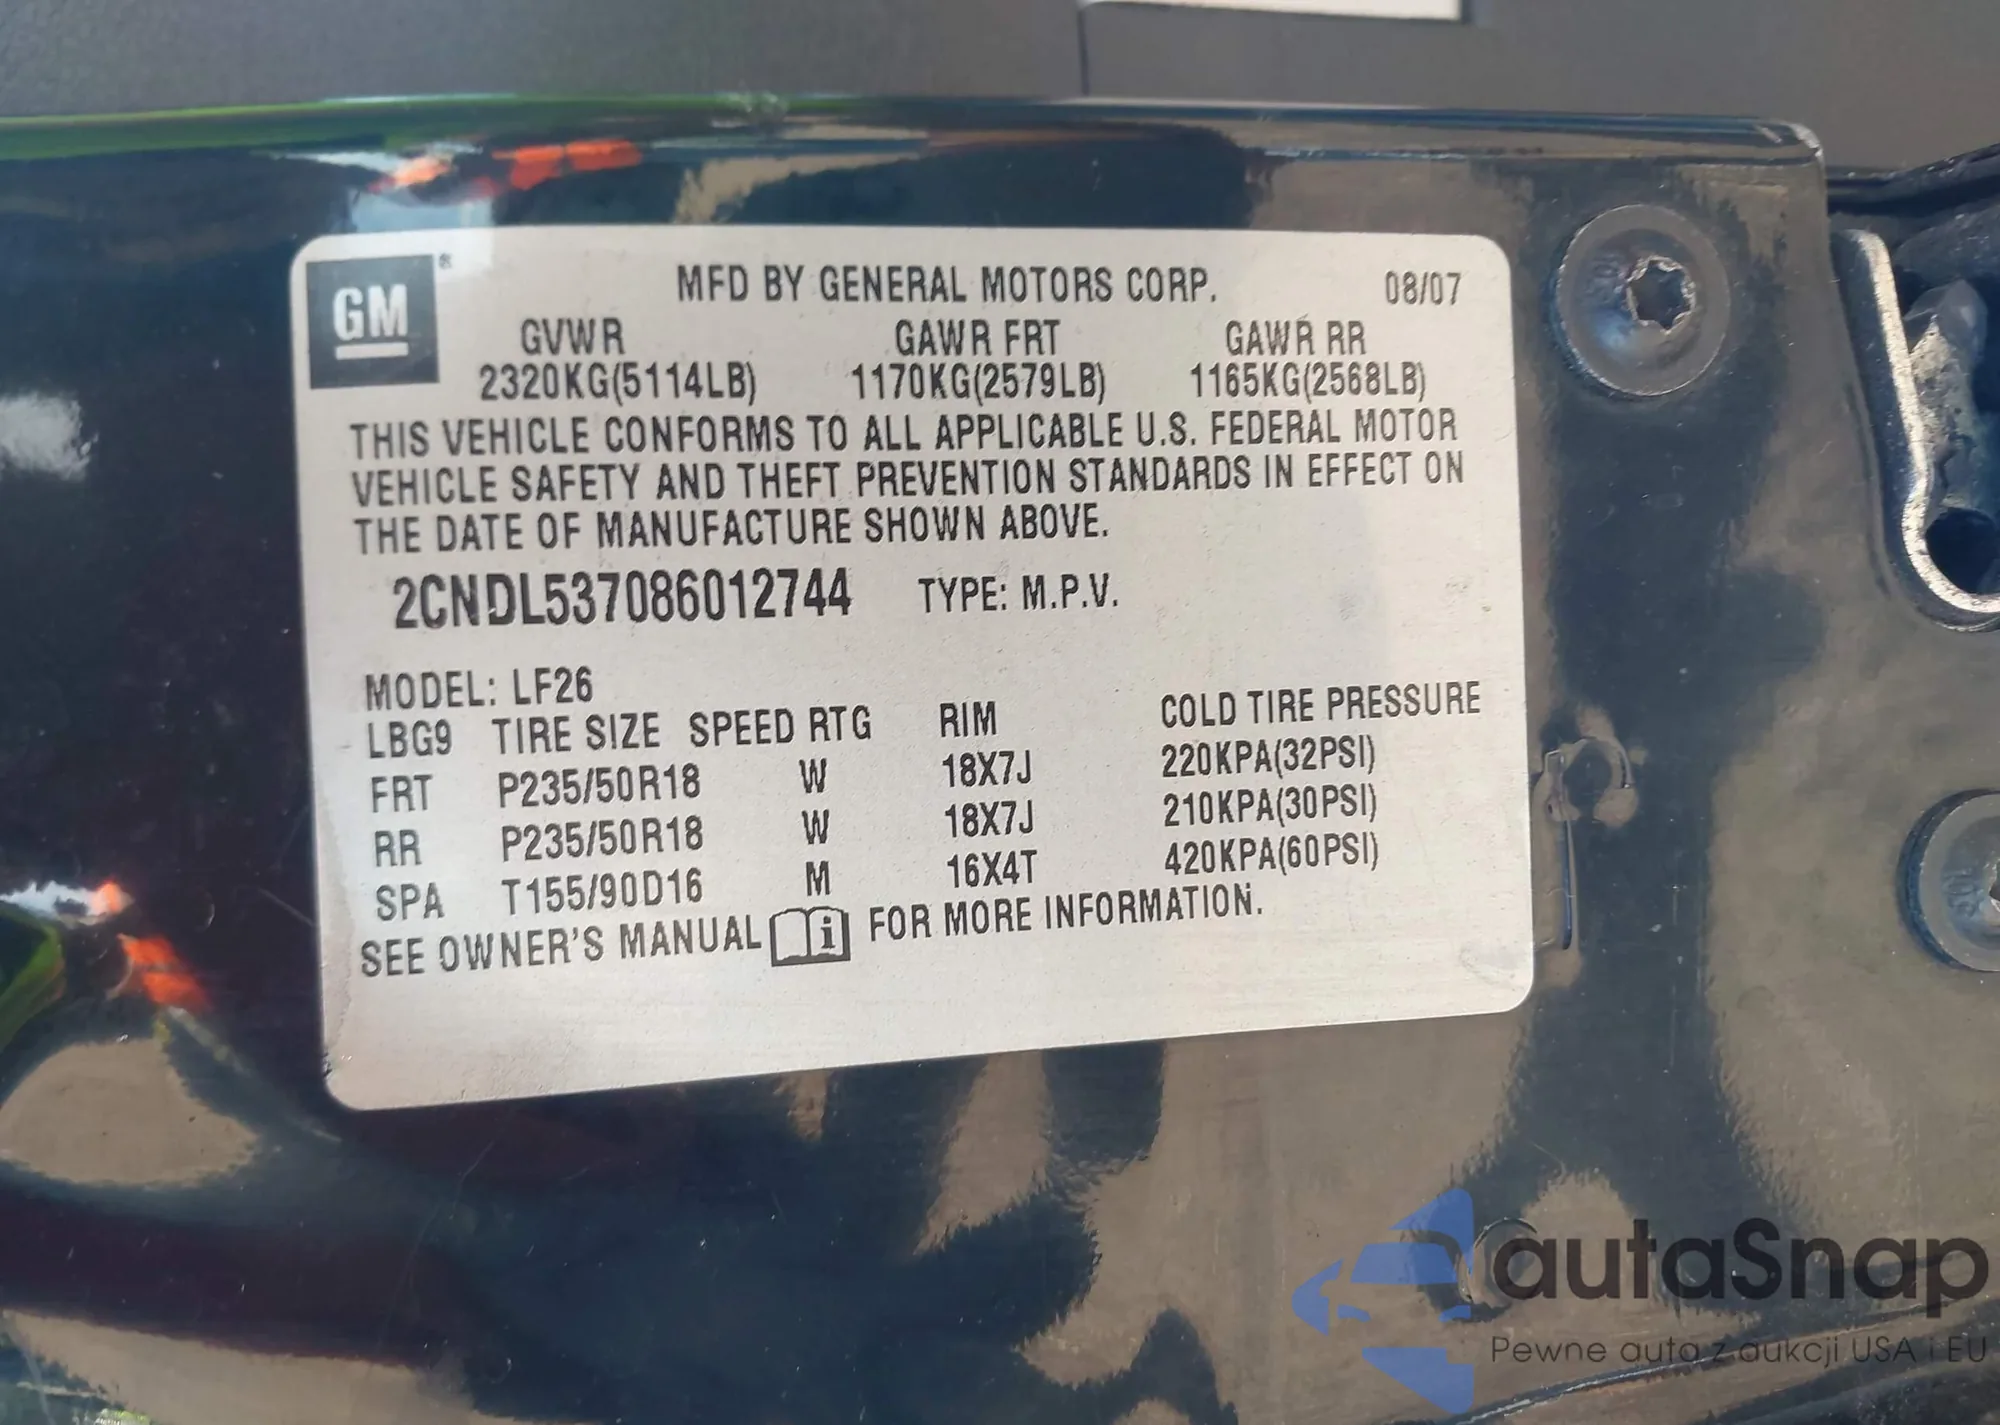 GM ®
MFD BY GENERAL MOTORS CORP. 08/07
GVWR GAWR FRT GAWR RR
2320KG(5114LB) 1170KG(2579LB) 1165KG(2568LB)
THIS VEHICLE CONFORMS TO ALL APPLICABLE U.S. FEDERAL MOTOR
VEHICLE SAFETY AND THEFT PREVENTION STANDARDS IN EFFECT ON
THE DATE OF MANUFACTURE SHOWN ABOVE.
2CNDL537086012744 TYPE: M.P.V.
MODEL: LF26
LBG9 TIRE SIZE SPEED RTG RIM COLD TIRE PRESSURE
FRT P235/50R18 W 18X7J 220KPA(32PSI)
RR P235/50R18 W 18X7J 210KPA(30PSI)
SPA T155/90D16 M 16X4T 420KPA(60PSI)
SEE OWNER'S MANUAL i FOR MORE INFORMATION.
autaSnap
Pewne auta z aukcji USA i EU